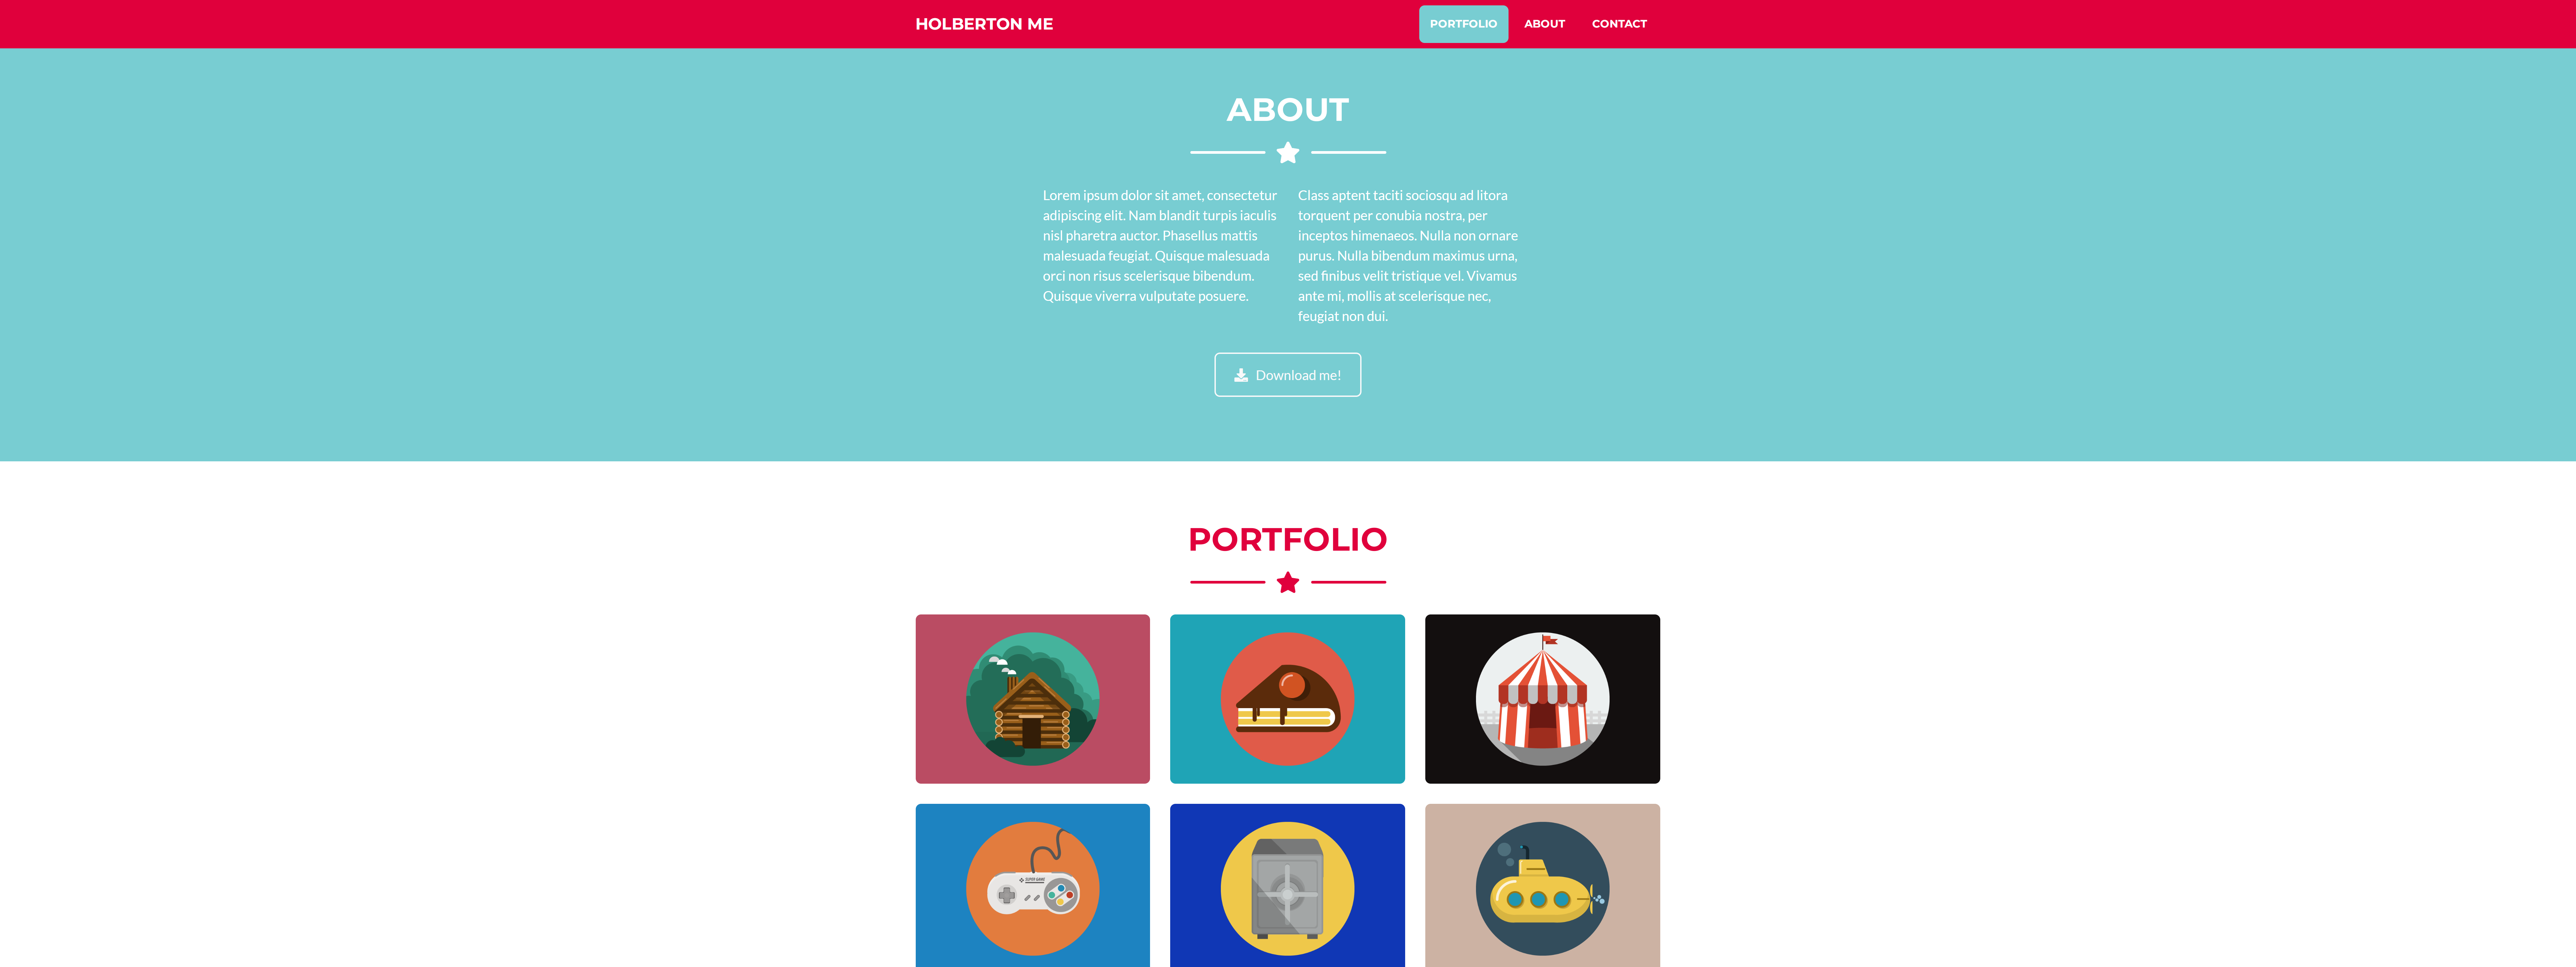 HOLBERTON ME
PORTFOLIO
ABOUT
CONTACT
ABOUT
Lorem ipsum dolor sit amet, consectetur
adipiscing elit. Nam blandit turpis iaculis
nisl pharetra auctor. Phasellus mattis
malesuada feugiat. Quisque malesuada
orci non risus scelerisque bibendum.
Quisque viverra vulputate posuere.
Class aptent taciti sociosqu ad litora
torquent per conubia nostra, per
inceptos himenaeos. Nulla non ornare
purus. Nulla bibendum maximus urna,
sed finibus velit tristique vel. Vivamus
ante mi, mollis at scelerisque nec,
feugiat non dui.
Download me!
PORTFOLIO
SUPER GAME